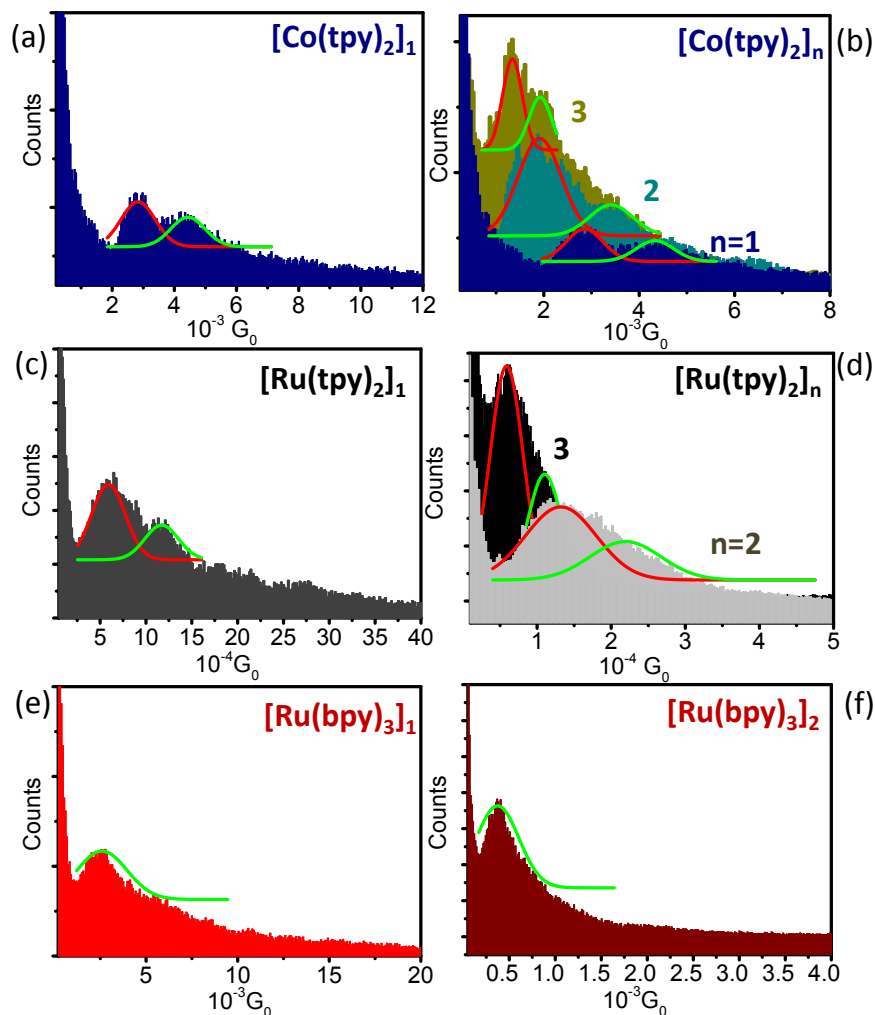 (a)
[Co(tpy)₂]₁
Counts
2 4 6 8 10 12
10⁻³ G₀
[Co(tpy)₂]ₙ
(b)
3
2
n=1
Counts
2 4 6 8
10⁻³G₀
(c)
[Ru(tpy)₂]₁
Counts
5 10 15 20 25 30 35 40
10⁻⁴G₀
[Ru(tpy)₂]ₙ
(d)
3
n=2
Counts
1 2 3 4 5
10⁻⁴ G₀
(e)
[Ru(bpy)₃]₁
Counts
5 10 15 20
10⁻³G₀
[Ru(bpy)₃]₂
(f)
Counts
0.5 1.0 1.5 2.0 2.5 3.0 3.5 4.0
10⁻³G₀